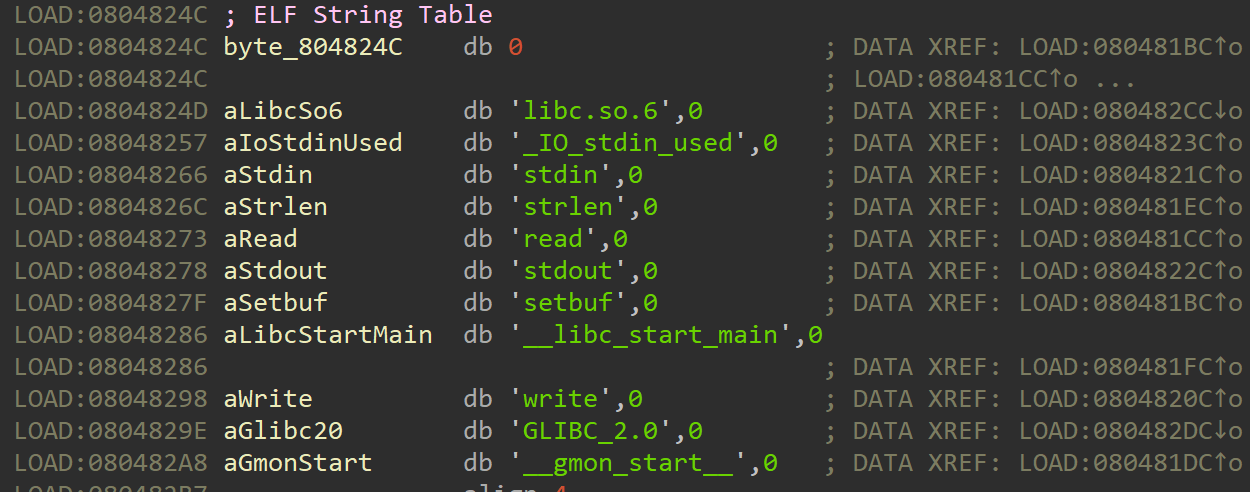 LOAD:0804824C ; ELF String Table
LOAD:0804824C byte_804824C db 0 ; DATA XREF: LOAD:080481BC↑o
LOAD:0804824C ; LOAD:080481CC↑o ...
LOAD:0804824D aLibcSo6 db 'libc.so.6',0 ; DATA XREF: LOAD:080482CC↓o
LOAD:08048257 aIoStdinUsed db '_IO_stdin_used',0 ; DATA XREF: LOAD:0804823C↑o
LOAD:08048266 aStdin db 'stdin',0 ; DATA XREF: LOAD:0804821C↑o
LOAD:0804826C aStrlen db 'strlen',0 ; DATA XREF: LOAD:080481EC↑o
LOAD:08048273 aRead db 'read',0 ; DATA XREF: LOAD:080481CC↑o
LOAD:08048278 aStdout db 'stdout',0 ; DATA XREF: LOAD:0804822C↑o
LOAD:0804827F aSetbuf db 'setbuf',0 ; DATA XREF: LOAD:080481BC↑o
LOAD:08048286 aLibcStartMain db '__libc_start_main',0
LOAD:08048286 ; DATA XREF: LOAD:080481FC↑o
LOAD:08048298 aWrite db 'write',0 ; DATA XREF: LOAD:0804820C↑o
LOAD:0804829E aGlibc20 db 'GLIBC_2.0',0 ; DATA XREF: LOAD:080482DC↓o
LOAD:080482A8 aGmonStart db '__gmon_start__',0 ; DATA XREF: LOAD:080481DC↑o
LOAD:080482B7 align 4